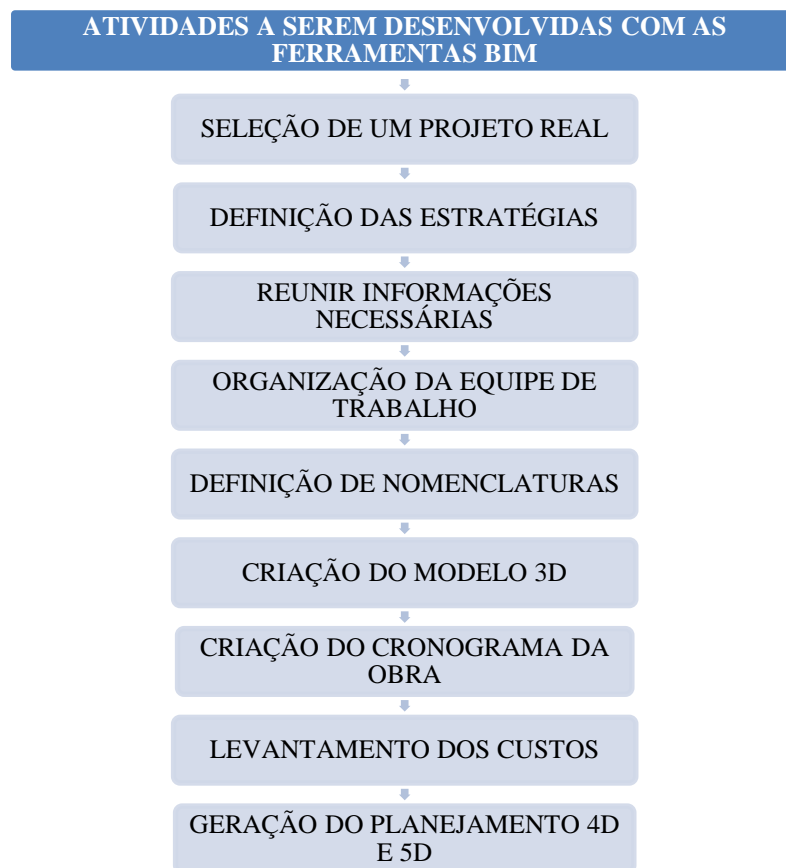 ATIVIDADES A SEREM DESENVOLVIDAS COM AS
FERRAMENTAS BIM
SELEÇÃO DE UM PROJETO REAL
DEFINIÇÃO DAS ESTRATÉGIAS
REUNIR INFORMAÇÕES
NECESSÁRIAS
ORGANIZAÇÃO DA EQUIPE DE
TRABALHO
DEFINIÇÃO DE NOMENCLATURAS
CRIAÇÃO DO MODELO 3D
CRIAÇÃO DO CRONOGRAMA DA
OBRA
LEVANTAMENTO DOS CUSTOS
GERAÇÃO DO PLANEJAMENTO 4D
E 5D